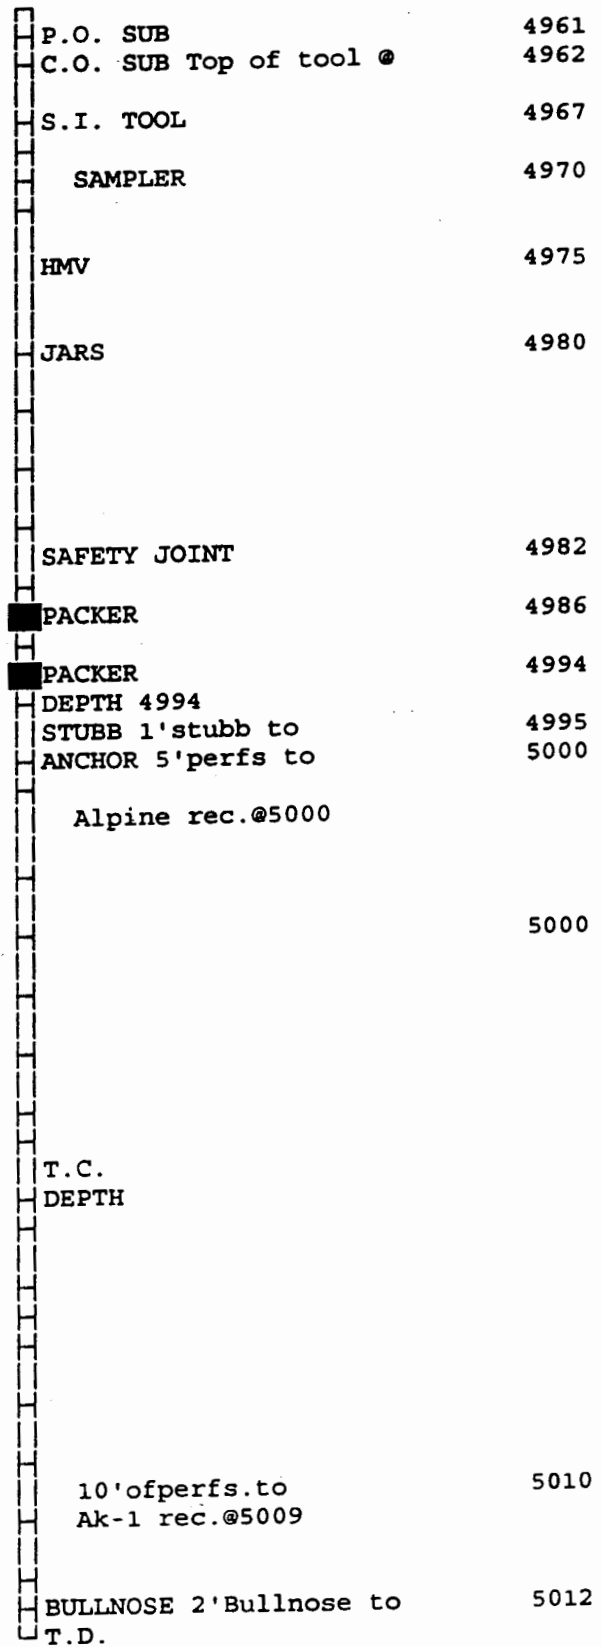 P.O. SUB 4961
C.O. SUB Top of tool @ 4962
S.I. TOOL 4967
SAMPLER 4970
HMV 4975
JARS 4980
SAFETY JOINT 4982
PACKER 4986
PACKER 4994
DEPTH 4994
STUBB 1'stubb to 4995
ANCHOR 5'perfs to 5000
Alpine rec.@5000
5000
T.C.
DEPTH
10'ofperfs.to 5010
Ak-1 rec.@5009
BULLNOSE 2'Bullnose to 5012
T.D.